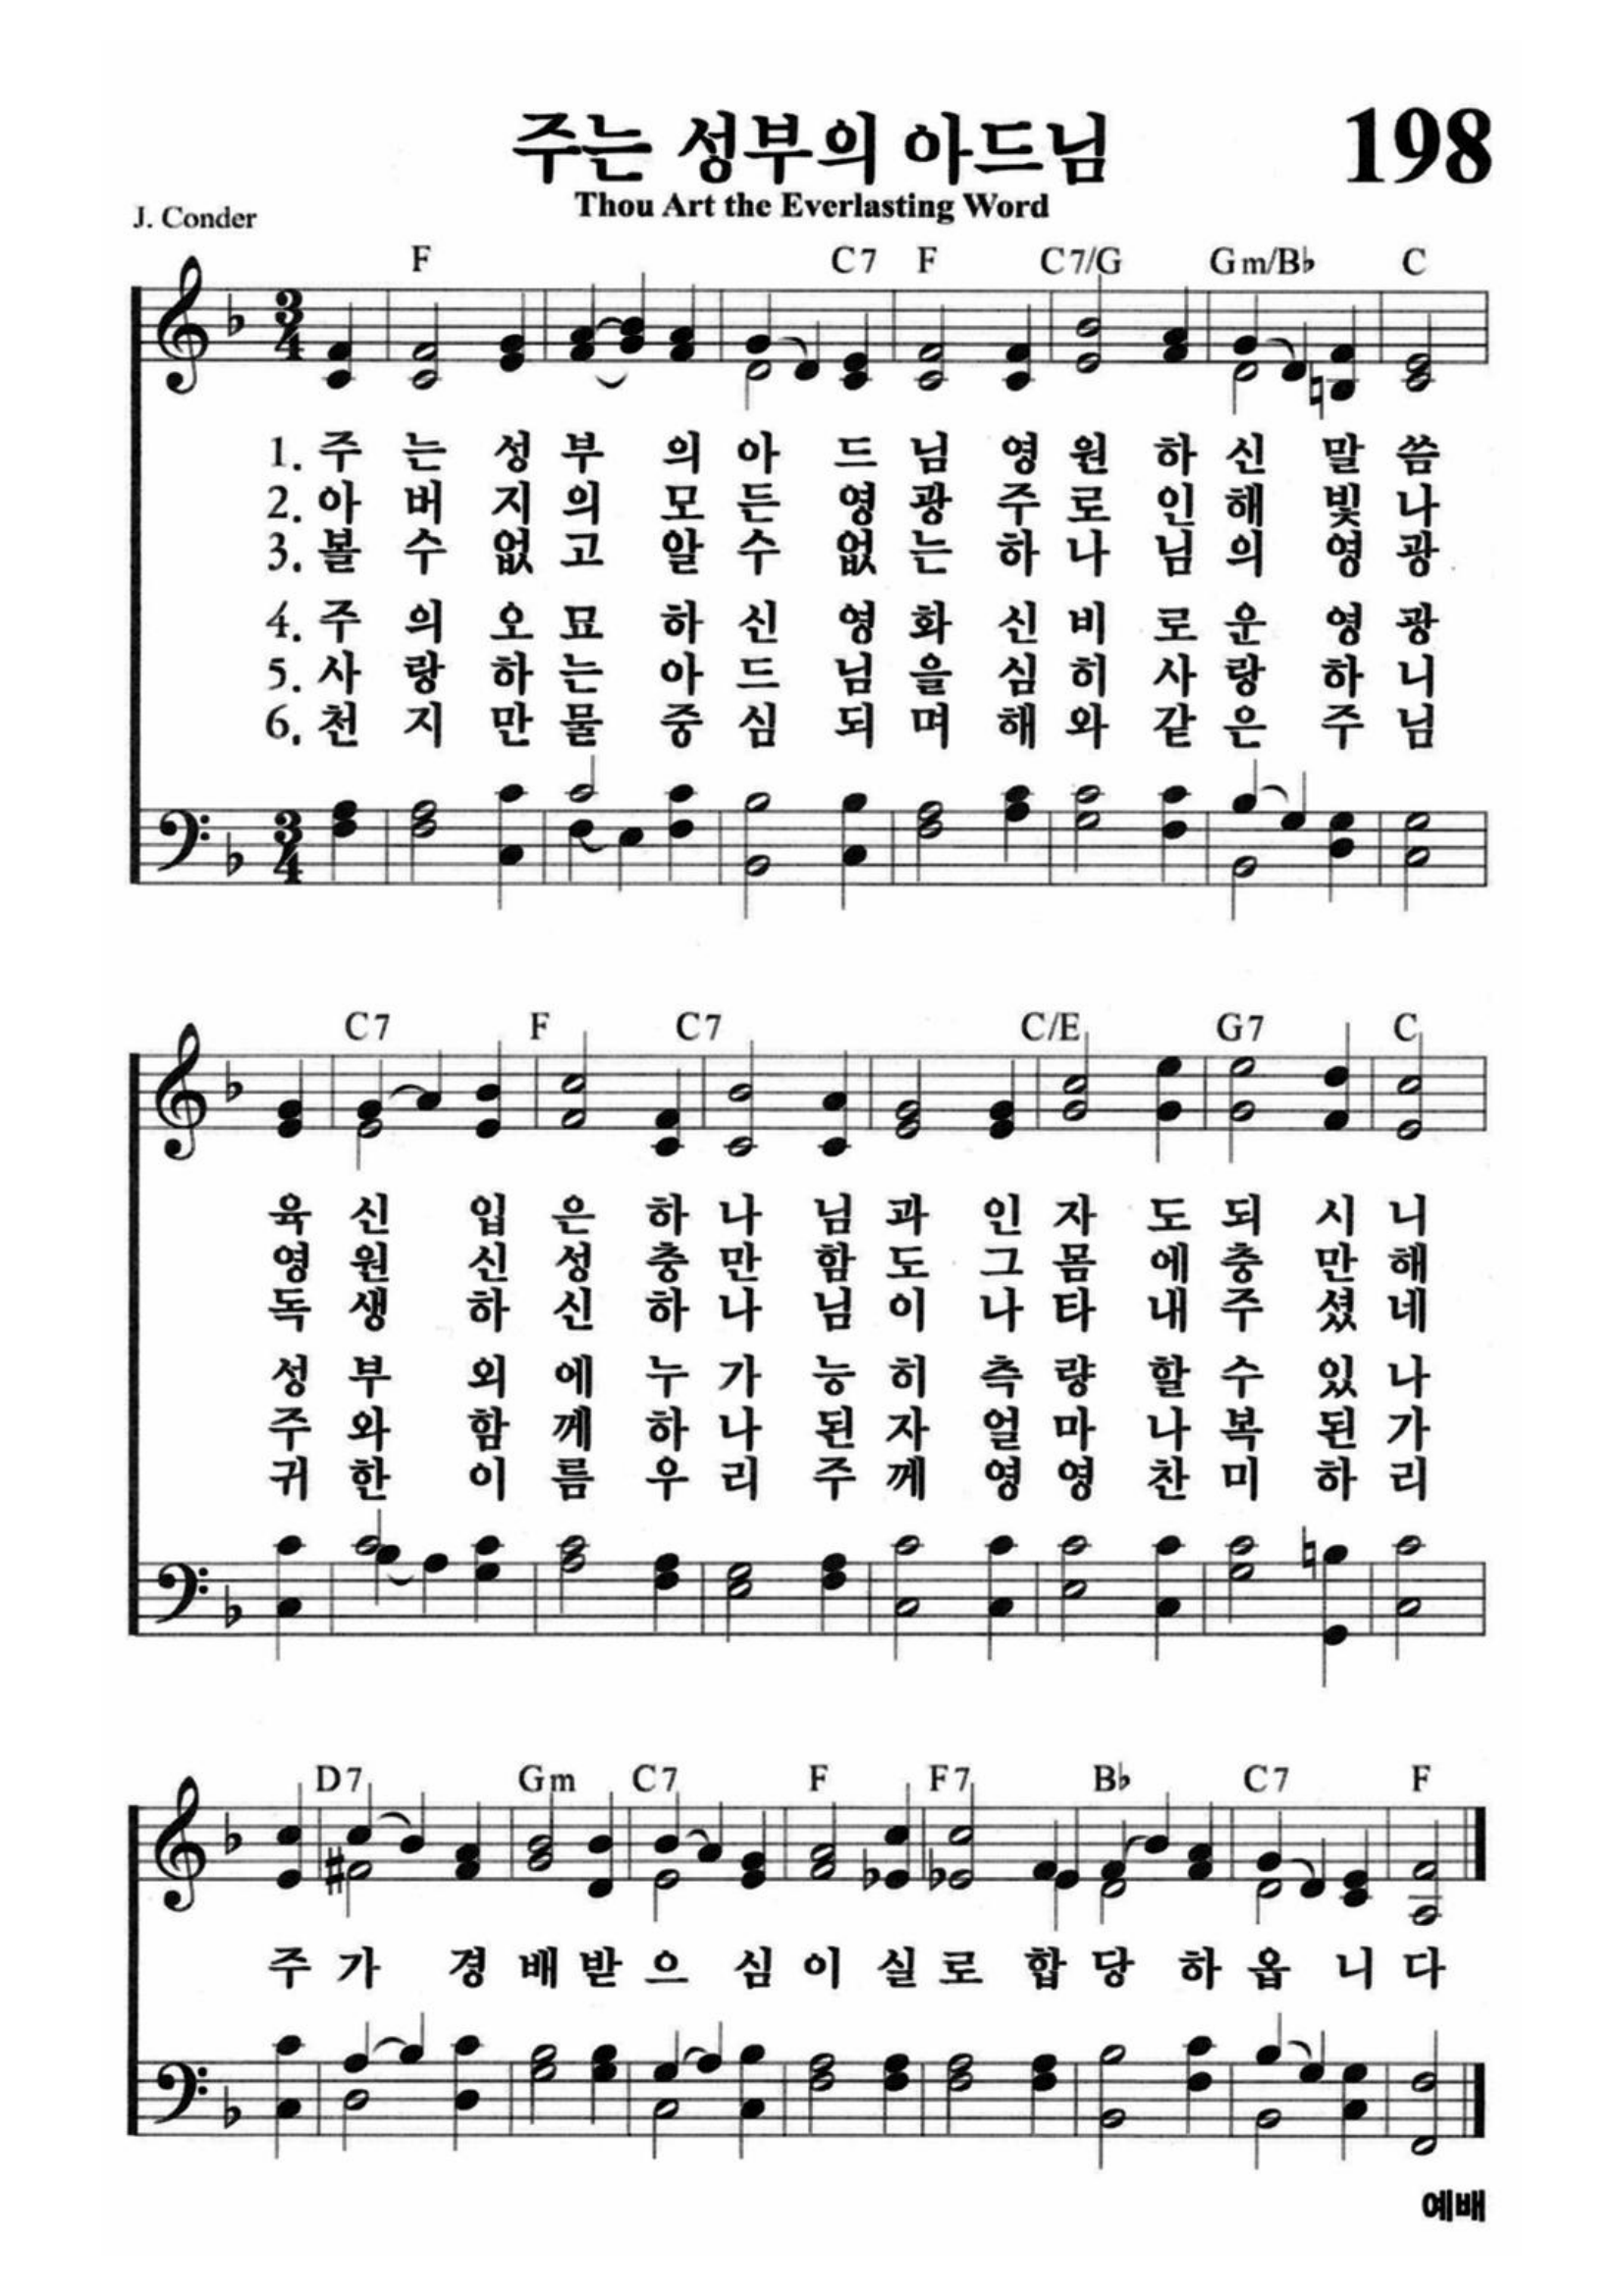 주는 성부의 아드님
198
Thou Art the Everlasting Word
J. Conder
F C7 F C7/G Gm/B♭ C
1. 주 는 성 부 의 아 드 님 영 원 하 신 말 씀
2. 아 버 지 의 모 든 영 광 주 로 인 해 빛 나
3. 볼 수 없 고 알 수 없 는 하 나 님 의 영 광
4. 주 의 오 묘 하 신 영 화 신 비 로 운 영 광
5. 사 랑 하 는 아 드 님 을 심 히 사 랑 하 니
6. 천 지 만 물 중 심 되 며 해 와 같 은 주 님
C7 F C7 C/E G7 C
육 신 입 은 하 나 님 과 인 자 도 되 시 니
영 원 신 성 충 만 함 도 그 몸 에 충 만 해
독 생 하 신 하 나 님 이 나 타 내 주 셨 네
성 부 외 에 누 가 능 히 측 량 할 수 있 나
주 와 함 께 하 나 된 자 얼 마 나 복 된 가
귀 한 이 름 우 리 주 께 영 영 찬 미 하 리
D7 Gm C7 F F7 B♭ C7 F
주 가 경 배 받 으 심 이 실 로 합 당 하 옵 니 다
예배